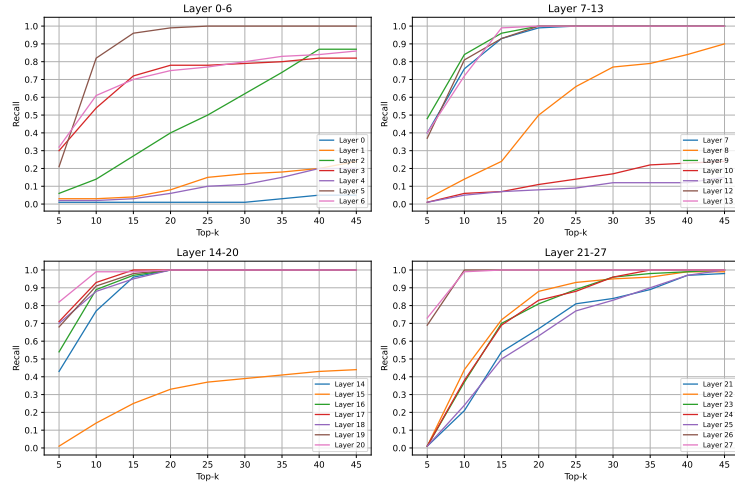 Layer 0-6
1.0
0.9
0.8
0.7
0.6
0.5
0.4
0.3
0.2
0.1
0.0
Recall
5 10 15 20 25 30 35 40 45
Top-k
Layer 0
Layer 1
Layer 2
Layer 3
Layer 4
Layer 5
Layer 6
Layer 7-13
1.0
0.9
0.8
0.7
0.6
0.5
0.4
0.3
0.2
0.1
0.0
Recall
5 10 15 20 25 30 35 40 45
Top-k
Layer 7
Layer 8
Layer 9
Layer 10
Layer 11
Layer 12
Layer 13
Layer 14-20
1.0
0.9
0.8
0.7
0.6
0.5
0.4
0.3
0.2
0.1
0.0
Recall
5 10 15 20 25 30 35 40 45
Top-k
Layer 14
Layer 15
Layer 16
Layer 17
Layer 18
Layer 19
Layer 20
Layer 21-27
1.0
0.9
0.8
0.7
0.6
0.5
0.4
0.3
0.2
0.1
0.0
Recall
5 10 15 20 25 30 35 40 45
Top-k
Layer 21
Layer 22
Layer 23
Layer 24
Layer 25
Layer 26
Layer 27